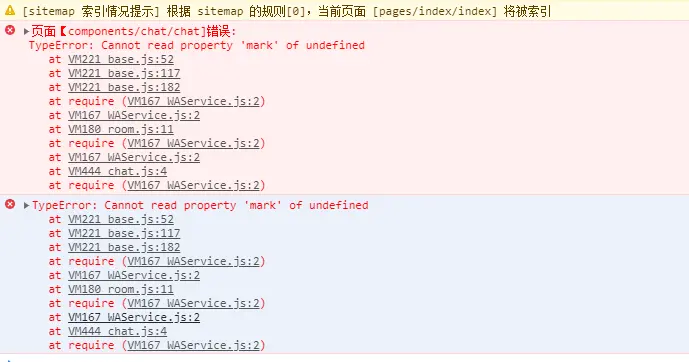 [sitemap 索引情况提示] 根据 sitemap 的规则[0]，当前页面 [pages/index/index] 将被索引
▶页面【components/chat/chat]错误:
TypeError: Cannot read property 'mark' of undefined
at VM221 base.js:52
at VM221 base.js:117
at VM221 base.js:182
at require (VM167 WAService.js:2)
at VM167 WAService.js:2
at VM180 room.js:11
at require (VM167 WAService.js:2)
at VM167 WAService.js:2
at VM444 chat.js:4
at require (VM167 WAService.js:2)
▶TypeError: Cannot read property 'mark' of undefined
at VM221 base.js:52
at VM221 base.js:117
at VM221 base.js:182
at require (VM167 WAService.js:2)
at VM167 WAService.js:2
at VM180 room.js:11
at require (VM167 WAService.js:2)
at VM167 WAService.js:2
at VM444 chat.js:4
at require (VM167 WAService.js:2)